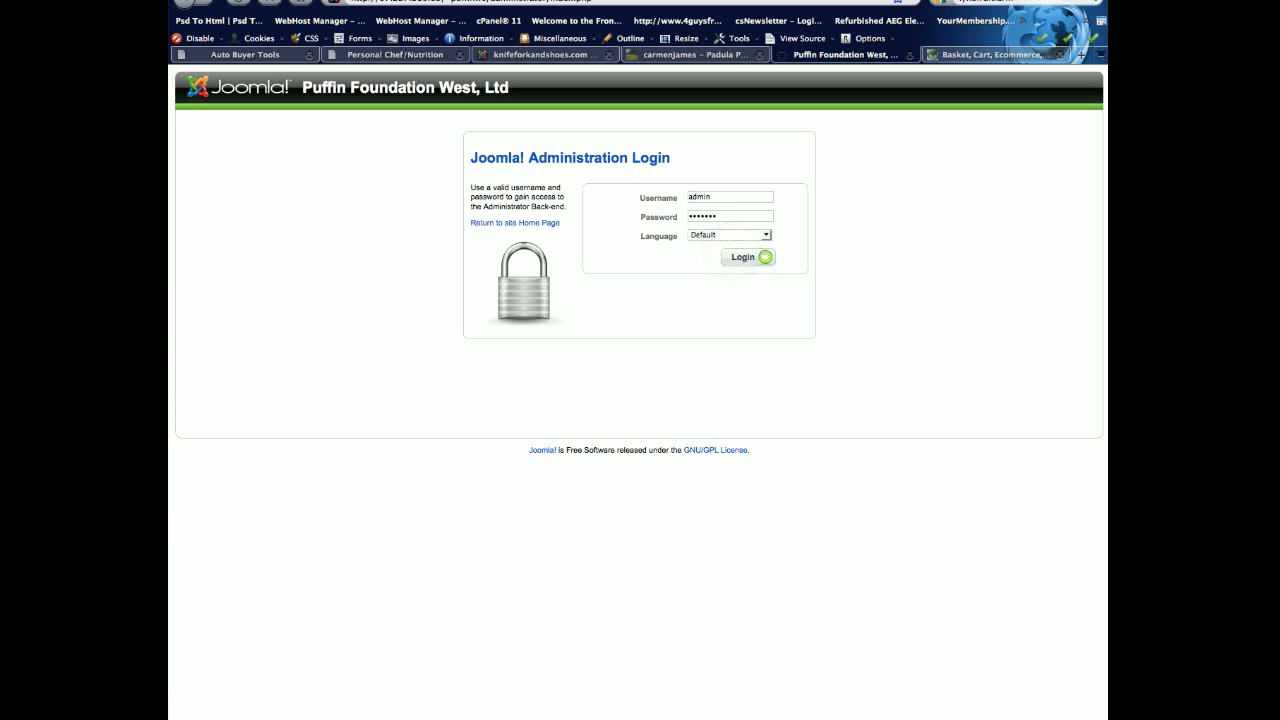 Psd To Html | Psd T... WebHost Manager – ... WebHost Manager – ... cPanel® 11 Welcome to the Fron... http://www.4guysfr... csNewsletter – Logi... Refurbished AEG Ele... YourMembership....
Disable Cookies CSS Forms Images Information Miscellaneous Outline Resize Tools View Source Options
Auto Buyer Tools Personal Chef/Nutrition knifeforkandshoes.com ... carmenjames – Padula P... Puffin Foundation West, ... Basket, Cart, Ecommerce,
Joomla! Puffin Foundation West, Ltd
Joomla! Administration Login
Use a valid username and
password to gain access to
the Administrator Back-end.
Return to site Home Page
Username admin
Password •••••••
Language Default
Login
Joomla! is Free Software released under the GNU/GPL License.